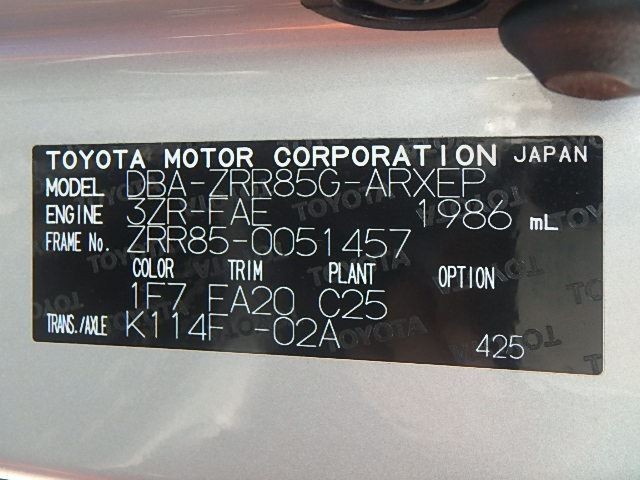 TOYOTA MOTOR CORPORATION JAPAN
MODEL DBA-ZRR85G-ARXEP
ENGINE 3ZR-FAE 1986 mL
FRAME No. ZRR85-0051457
COLOR TRIM PLANT OPTION
1F7 FA20 C25
TRANS./AXLE K114F -02A
425